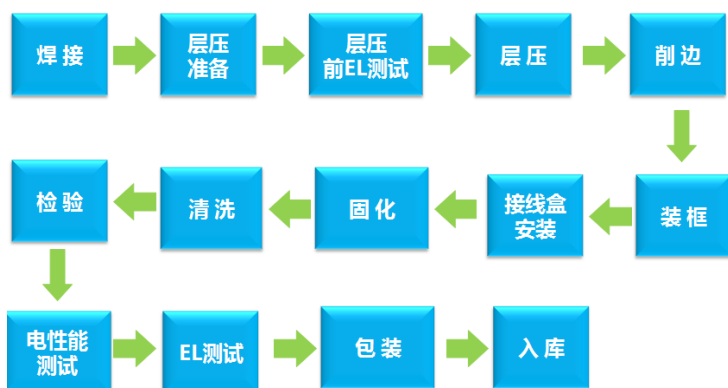 焊接
层压
准备
层压
前EL测试
层压
削边
装框
接线盒
安装
固化
清洗
检验
电性能
测试
EL测试
包装
入库